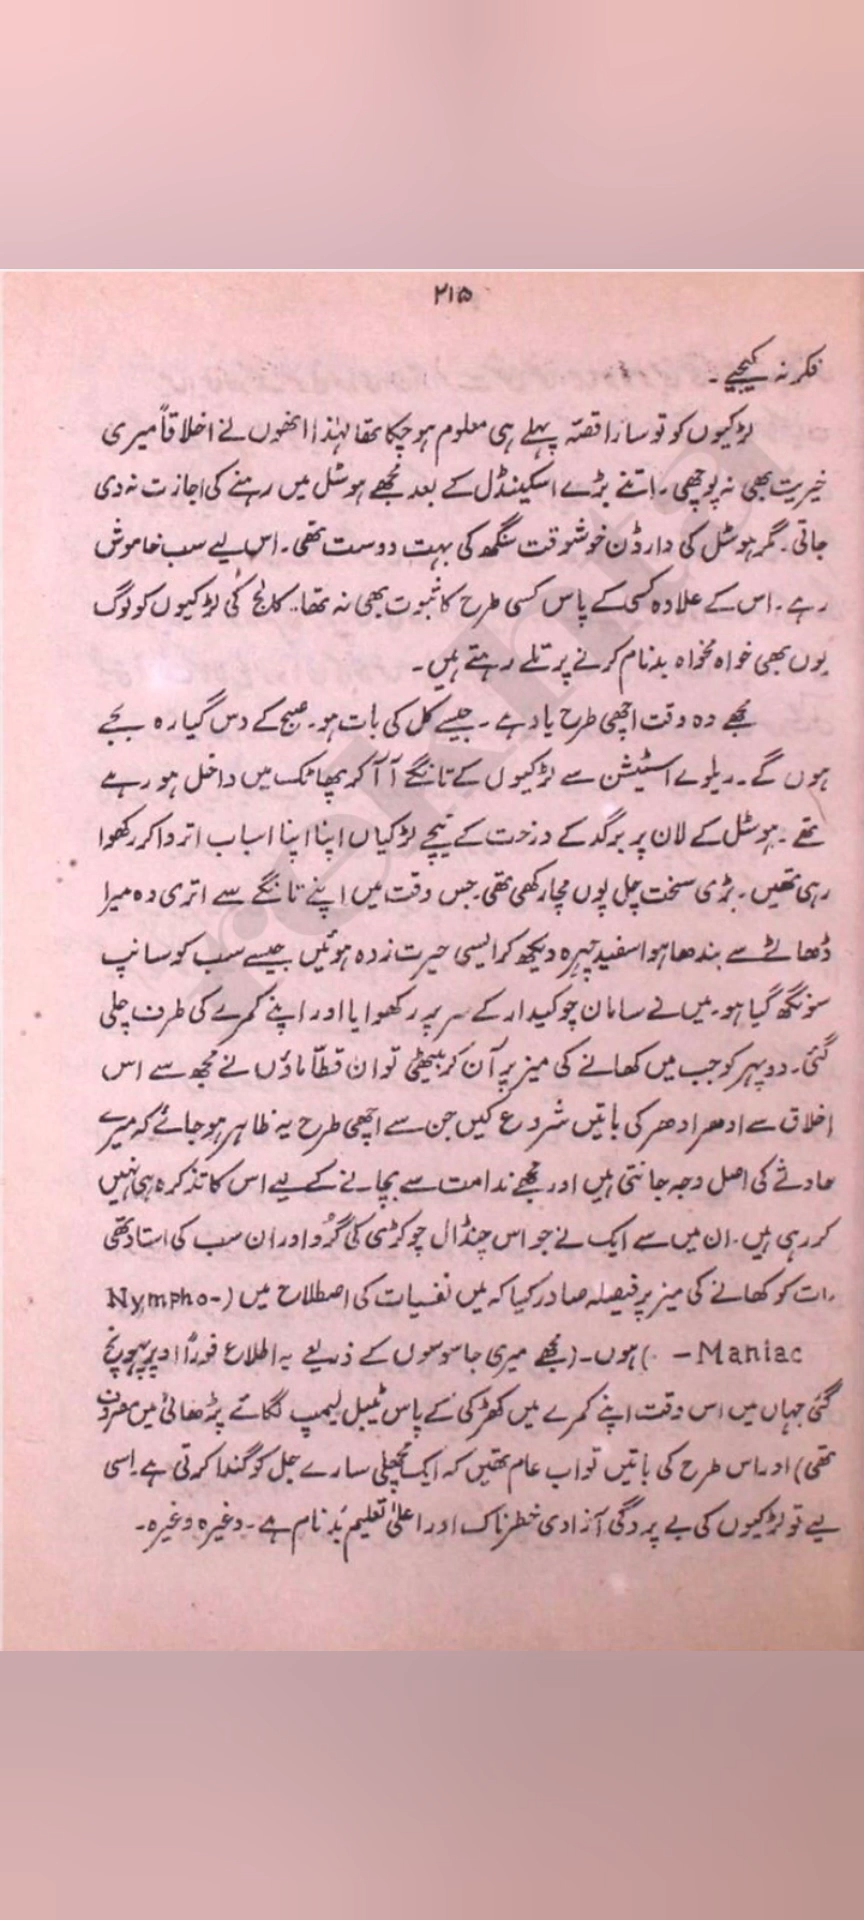 ۲۱۵
فکر نہ کیجیے۔
لڑکیوں کو تو سارا قصّہ پہلے ہی معلوم ہو چکا تھا لہٰذا انھوں نے اخلاقاً میری
خیریت بھی نہ پوچھی۔ اتنے بڑے اسکینڈل کے بعد مجھے ہوسٹل میں رہنے کی اجازت نہ دی
جاتی۔ مگر ہوسٹل کی وارڈن خوشوقت سنگھ کی بہت دوست تھی۔ اس لیے سب خاموش
رہے۔ اس کے علاوہ کسی کے پاس کسی طرح کا ثبوت بھی نہ تھا۔ کالج کی لڑکیوں کو لوگ
یوں بھی خواہ مخواہ بدنام کرنے پر تلے رہتے ہیں۔
مجھے وہ وقت اچھی طرح یاد ہے۔ جیسے کل کی بات ہو۔ صبح کے دس گیارہ بجے
ہوں گے۔ ریلوے اسٹیشن سے لڑکیوں کے تانگے آ آ کر پھاٹک میں داخل ہو رہے
تھے۔ ہوسٹل کے لان پر برگد کے درخت کے نیچے لڑکیاں اپنا اپنا اسباب اتروا کر رکھوا
رہی تھیں۔ بڑی سخت چل پوں مچا رکھی تھی۔ جس وقت میں اپنے تانگے سے اتری وہ میرا
ڈھاٹے سے بندھا ہوا سفید چہرہ دیکھ کر ایسی حیرت زدہ ہوئیں جیسے سب کو سانپ
سونگھ گیا ہو۔ میں نے سامان چوکیدار کے سر پر رکھوایا اور اپنے کمرے کی طرف چلی
گئی۔ دوپہر کو جب میں کھانے کی میز پر آن کر بیٹھی تو ان قطّاماؤں نے مجھ سے اس
اخلاق سے ادھر ادھر کی باتیں شروع کیں جن سے اچھی طرح یہ ظاہر ہو جائے کہ میرے
حادثے کی اصل وجہ جانتی ہیں اور مجھے ندامت سے بچانے کے لیے اس کا تذکرہ ہی نہیں
کر رہی ہیں۔ ان میں سے ایک نے جو اس چنڈال چوکڑی کی گُرو اور ان سب کی استاد تھی
رات کو کھانے کی میز پر فیصلہ صادر کیا کہ میں نفسیات کی اصطلاح میں (Nympho-
- Maniac) ہوں۔ (مجھے میری جاسوسوں کے ذریعے یہ اطلاع فوراً اوپر پہونچ
گئی جہاں میں اس وقت اپنے کمرے میں کھڑکی کے پاس ٹیبل لیمپ لگائے پڑھائی میں مصروف
تھی) اور اس طرح کی باتیں تو اب عام تھیں کہ ایک مچھلی سارے جل کو گندا کرتی ہے۔ اسی
لیے تو لڑکیوں کی بے پردگی آزادی خطرناک اور اعلیٰ تعلیم بدنام ہے۔ وغیرہ وغیرہ۔